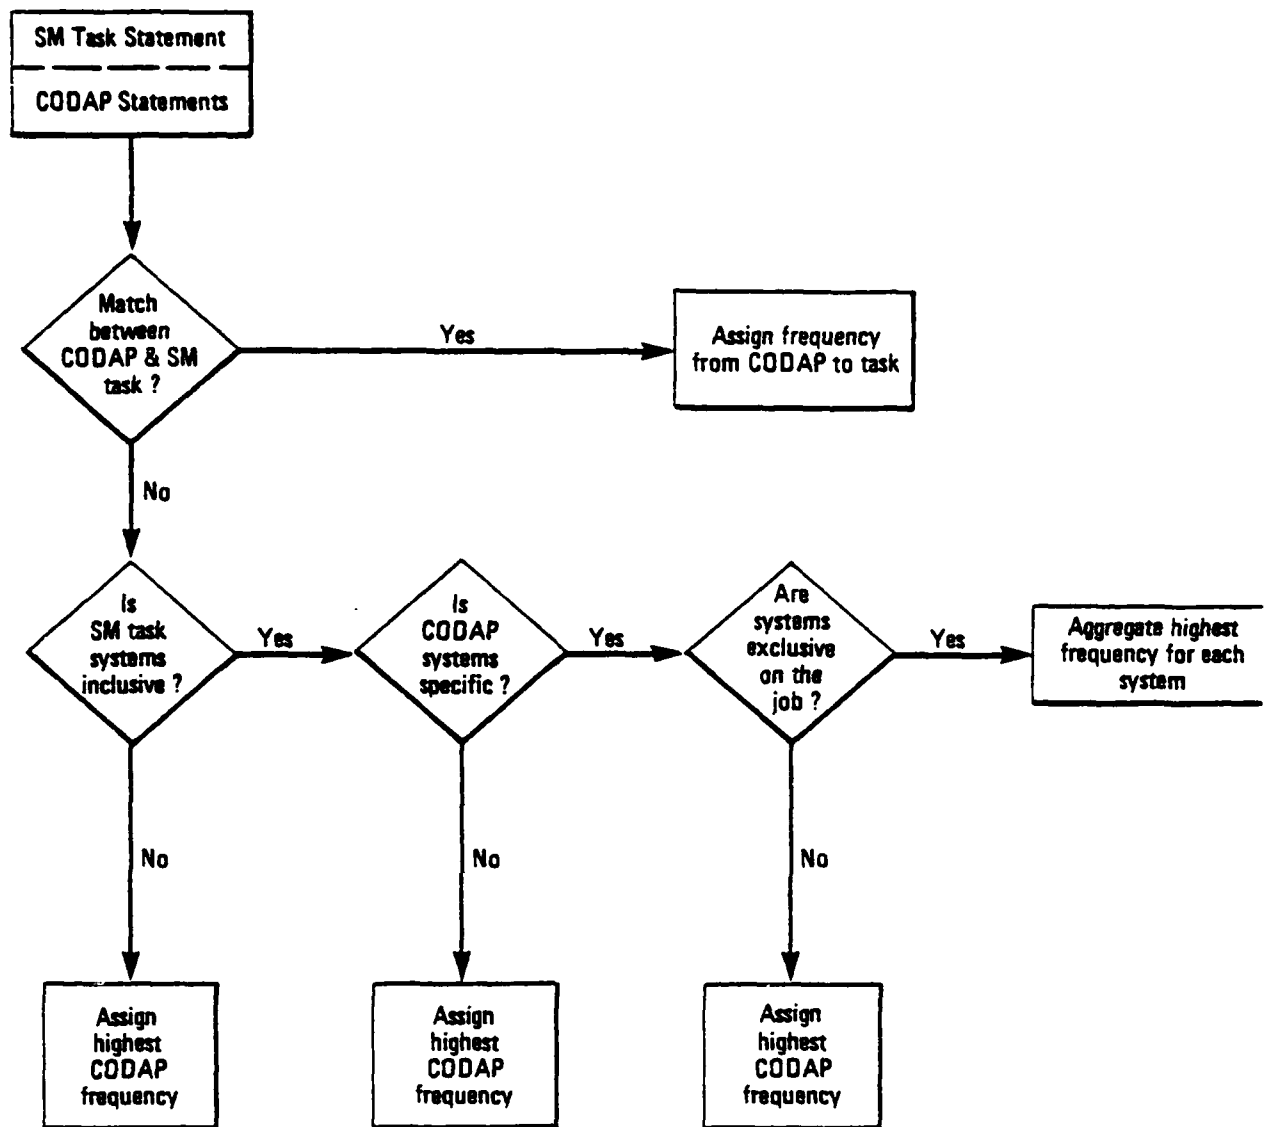 SM Task Statement
CODAP Statements
Match
between
CODAP & SM
task ?
Yes
Assign frequency
from CODAP to task
No
Is
SM task
systems
inclusive ?
Yes
Is
CODAP
systems
specific ?
Yes
Are
systems
exclusive
on the
job ?
Yes
Aggregate highest
frequency for each
system
No
No
No
Assign
highest
CODAP
frequency
Assign
highest
CODAP
frequency
Assign
highest
CODAP
frequency